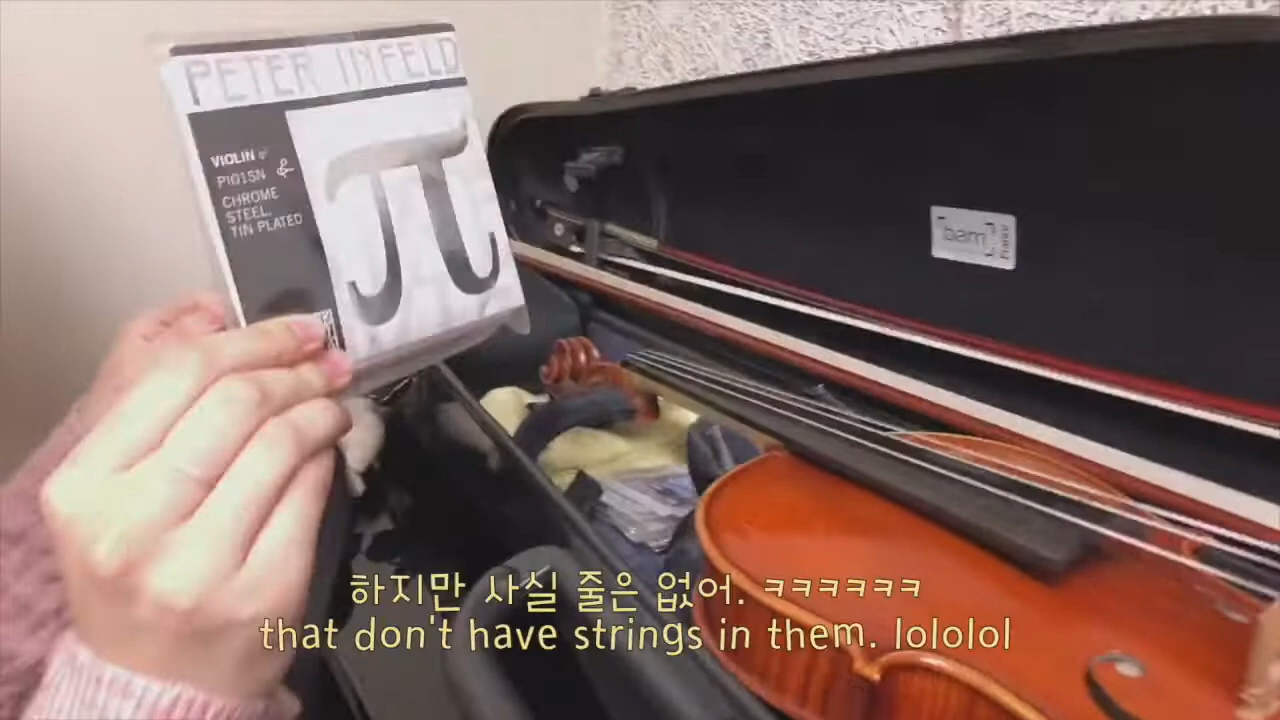 PETER INFELD
VIOLIN
PI01SN
CHROME
STEEL,
TIN PLATED
π
bam
하지만 사실 줄은 없어. ㅋㅋㅋㅋㅋㅋ
that don't have strings in them. lololol